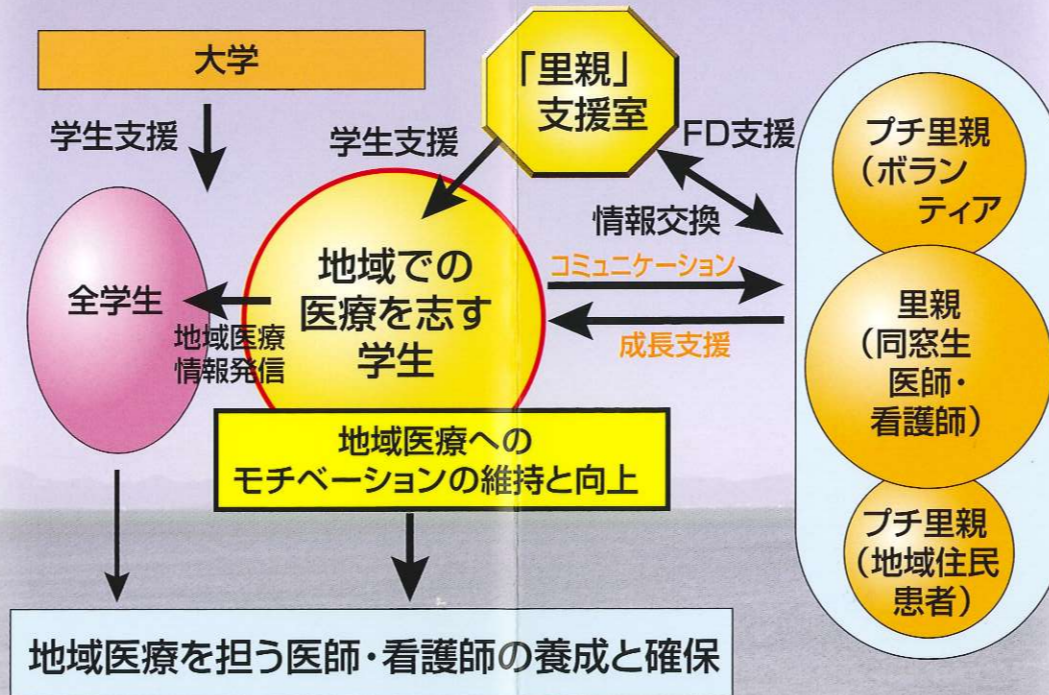 大学
学生支援
「里親」
支援室
学生支援
FD支援
情報交換
プチ里親
(ボラン
ティア
全学生
地域医療
情報発信
地域での
医療を志す
学生
コミュニケーション
成長支援
里親
(同窓生
医師・
看護師)
地域医療への
モチベーションの維持と向上
プチ里親
(地域住民
患者)
地域医療を担う医師・看護師の養成と確保